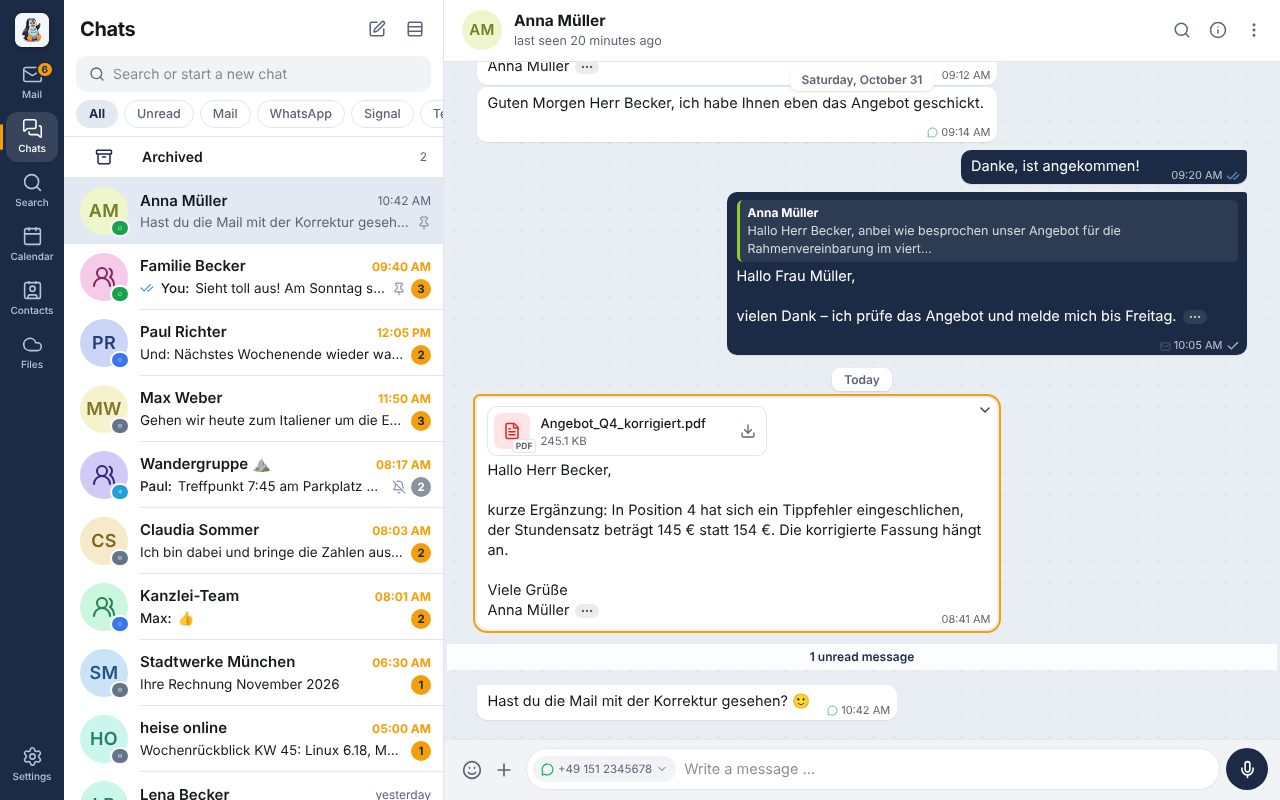 6
Mail
Chats
Search
Calendar
Contacts
Files
Settings
Chats
Search or start a new chat
All
Unread
Mail
WhatsApp
Signal
Archived
2
Anna Müller
10:42 AM
Hast du die Mail mit der Korrektur geseh...
AM
Familie Becker
09:40 AM
You: Sieht toll aus! Am Sonntag s...
3
PR
Paul Richter
12:05 PM
Und: Nächstes Wochenende wieder wa...
2
MW
Max Weber
11:50 AM
Gehen wir heute zum Italiener um die E...
3
Wandergruppe ⛰️
08:17 AM
Paul: Treffpunkt 7:45 am Parkplatz ...
2
CS
Claudia Sommer
08:03 AM
Ich bin dabei und bringe die Zahlen aus...
2
Kanzlei-Team
08:01 AM
Max: 👍
2
SM
Stadtwerke München
06:30 AM
Ihre Rechnung November 2026
1
HO
heise online
05:00 AM
Wochenrückblick KW 45: Linux 6.18, M...
1
Lena Becker
yesterday
AM
Anna Müller
last seen 20 minutes ago
Anna Müller
09:12 AM
Saturday, October 31
Guten Morgen Herr Becker, ich habe Ihnen eben das Angebot geschickt.
09:14 AM
Danke, ist angekommen!
09:20 AM
Anna Müller
Hallo Herr Becker, anbei wie besprochen unser Angebot für die
Rahmenvereinbarung im viert...
Hallo Frau Müller,
vielen Dank – ich prüfe das Angebot und melde mich bis Freitag.
10:05 AM
Today
PDF
Angebot_Q4_korrigiert.pdf
245.1 KB
Hallo Herr Becker,
kurze Ergänzung: In Position 4 hat sich ein Tippfehler eingeschlichen,
der Stundensatz beträgt 145 € statt 154 €. Die korrigierte Fassung hängt
an.
Viele Grüße
Anna Müller
08:41 AM
1 unread message
Hast du die Mail mit der Korrektur gesehen? 🙂
10:42 AM
+49 151 2345678
Write a message ...